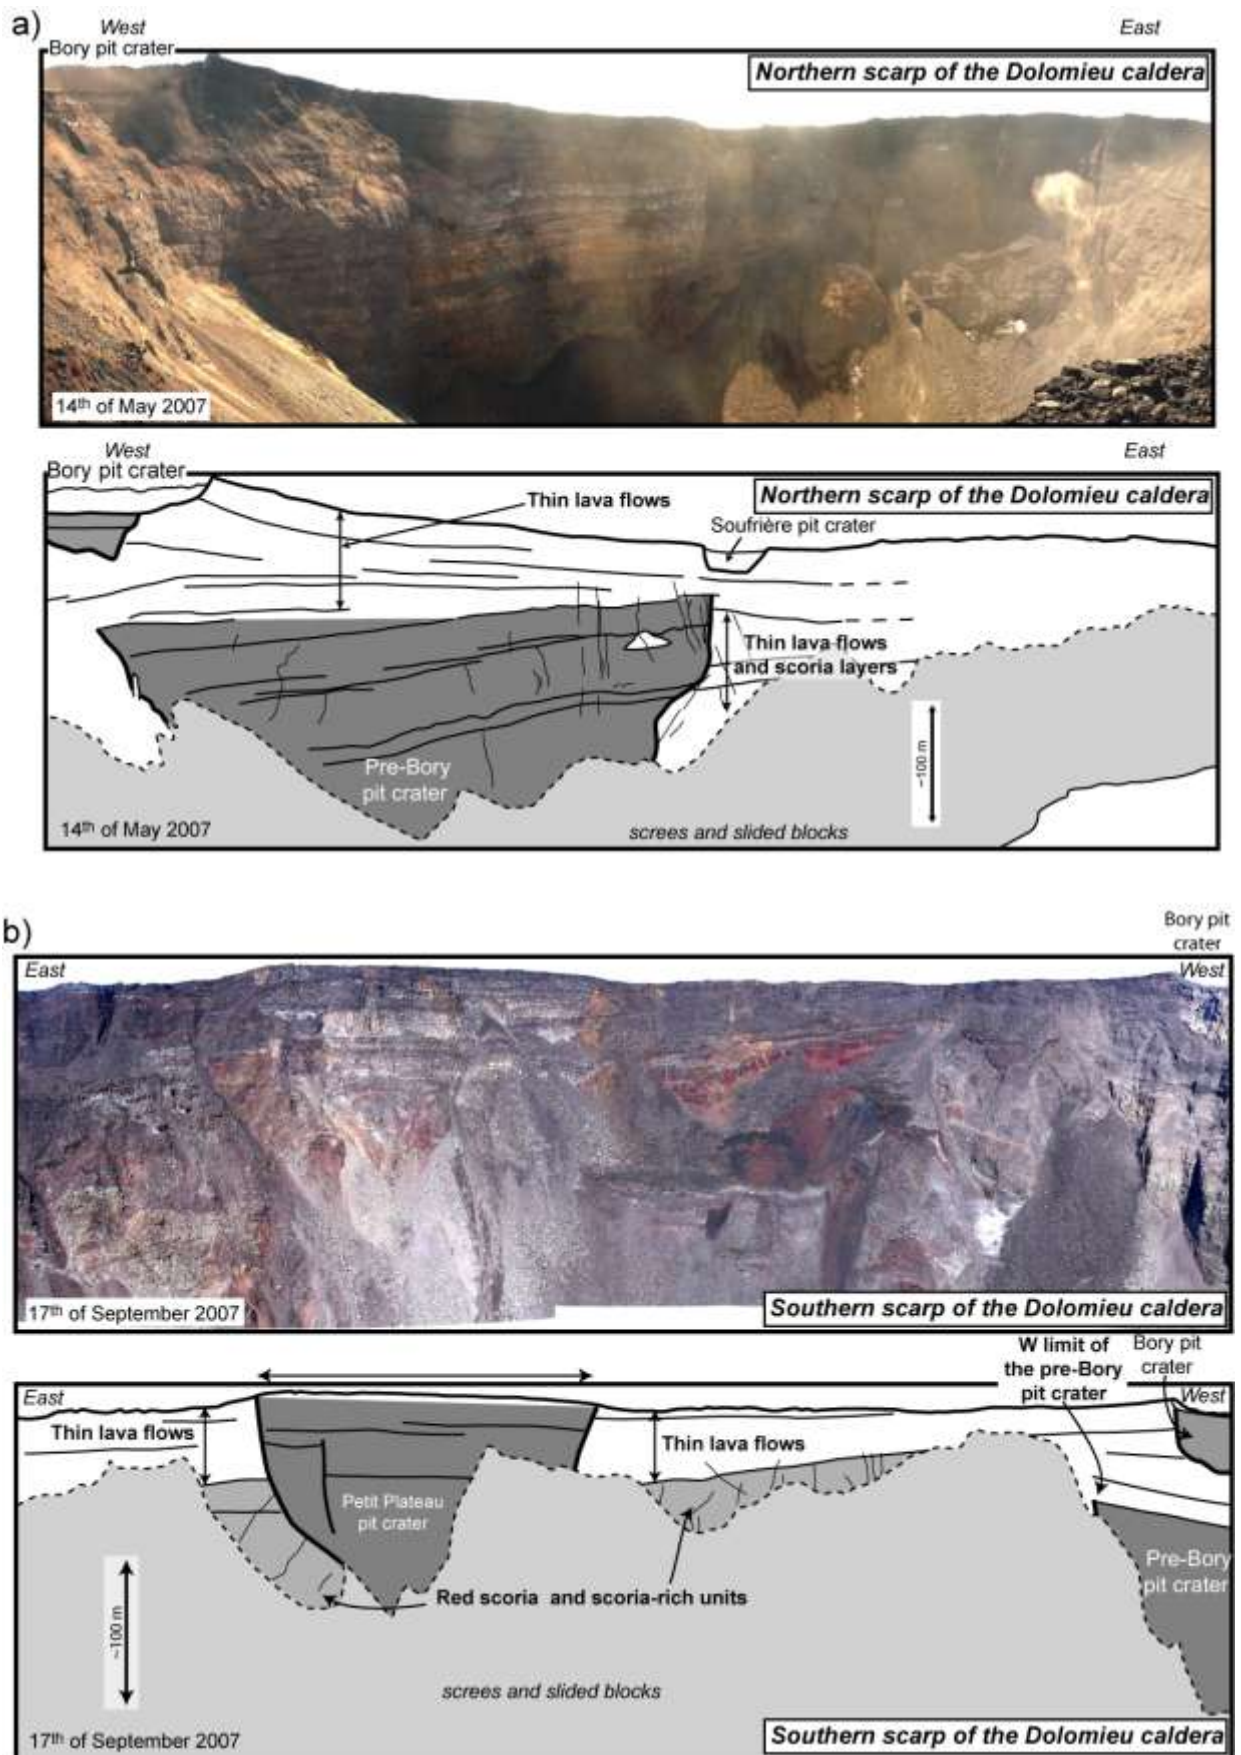 a)
West
East
Bory pit crater
Northern scarp of the Dolomieu caldera
14th of May 2007
West
East
Bory pit crater
Northern scarp of the Dolomieu caldera
Thin lava flows
Soufrière pit crater
Thin lava flows
and scoria layers
~100 m
Pre-Bory
pit crater
14th of May 2007
screes and slided blocks
b)
Bory pit
crater
East
West
17th of September 2007
Southern scarp of the Dolomieu caldera
W limit of
the pre-Bory
pit crater
Bory pit
crater
East
West
Thin lava flows
Thin lava flows
Petit Plateau
pit crater
Pre-Bory
pit crater
Red scoria and scoria-rich units
~100 m
screes and slided blocks
17th of September 2007
Southern scarp of the Dolomieu caldera